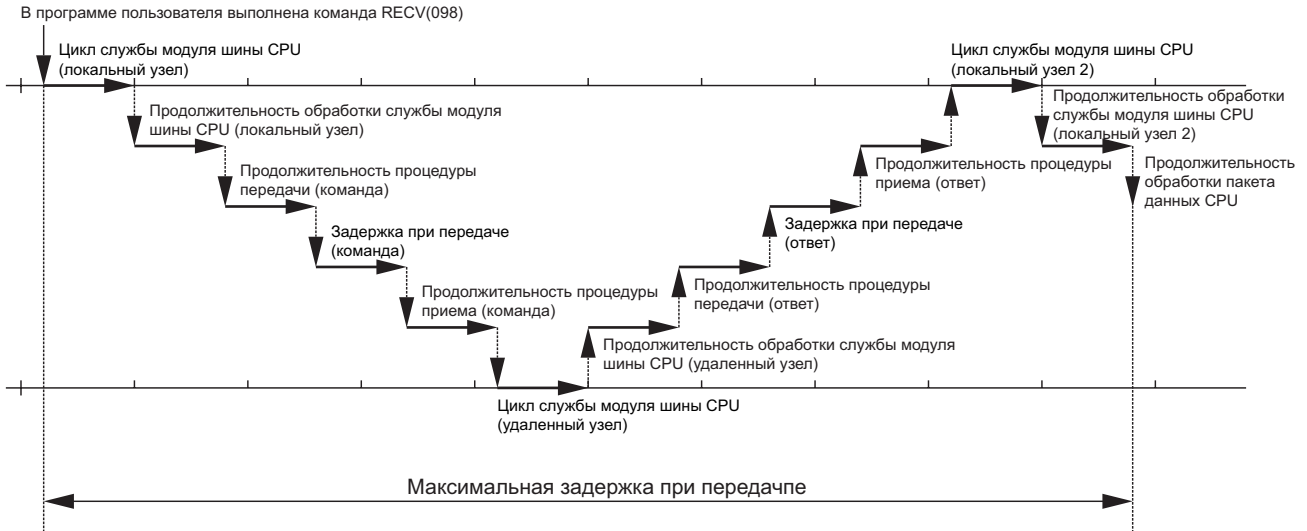 В программе пользователя выполнена команда RECV(098)
Цикл службы модуля шины CPU
(локальный узел)
Продолжительность обработки службы модуля
шины CPU (локальный узел)
Продолжительность процедуры
передачи (команда)
Задержка при передаче
(команда)
Продолжительность процедуры
приема (команда)
Цикл службы модуля шины CPU
(удаленный узел)
Продолжительность обработки службы модуля
шины CPU (удаленный узел)
Продолжительность процедуры
передачи (ответ)
Задержка при передаче
(ответ)
Продолжительность процедуры
приема (ответ)
Цикл службы модуля шины CPU
(локальный узел 2)
Продолжительность обработки
службы модуля шины CPU
(локальный узел 2)
Продолжительность
обработки пакета
данных CPU
Максимальная задержка при передачпе